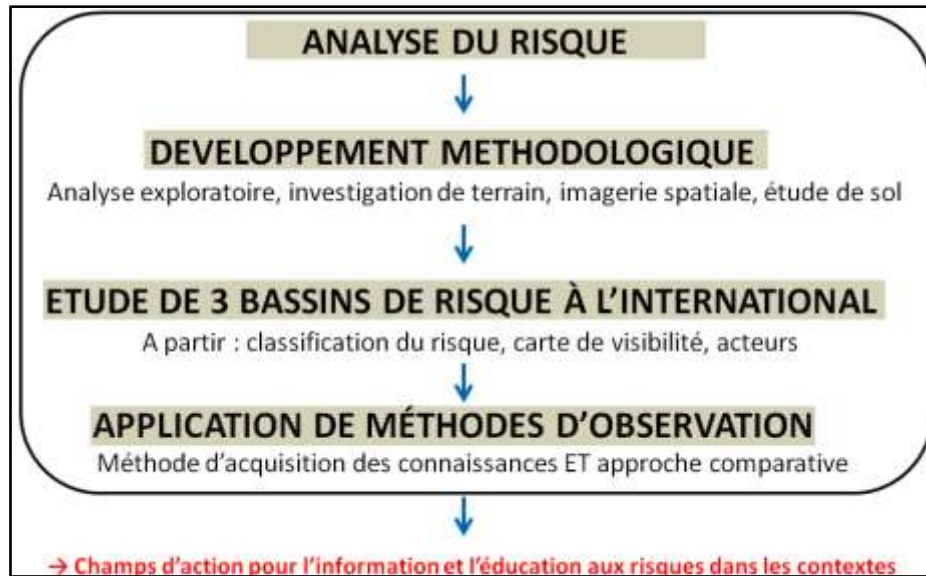 ANALYSE DU RISQUE
DEVELOPPEMENT METHODOLOGIQUE
Analyse exploratoire, investigation de terrain, imagerie spatiale, étude de sol
ETUDE DE 3 BASSINS DE RISQUE À L'INTERNATIONAL
A partir : classification du risque, carte de visibilité, acteurs
APPLICATION DE MÉTHODES D'OBSERVATION
Méthode d'acquisition des connaissances ET approche comparative
→ Champs d'action pour l'information et l'éducation aux risques dans les contextes